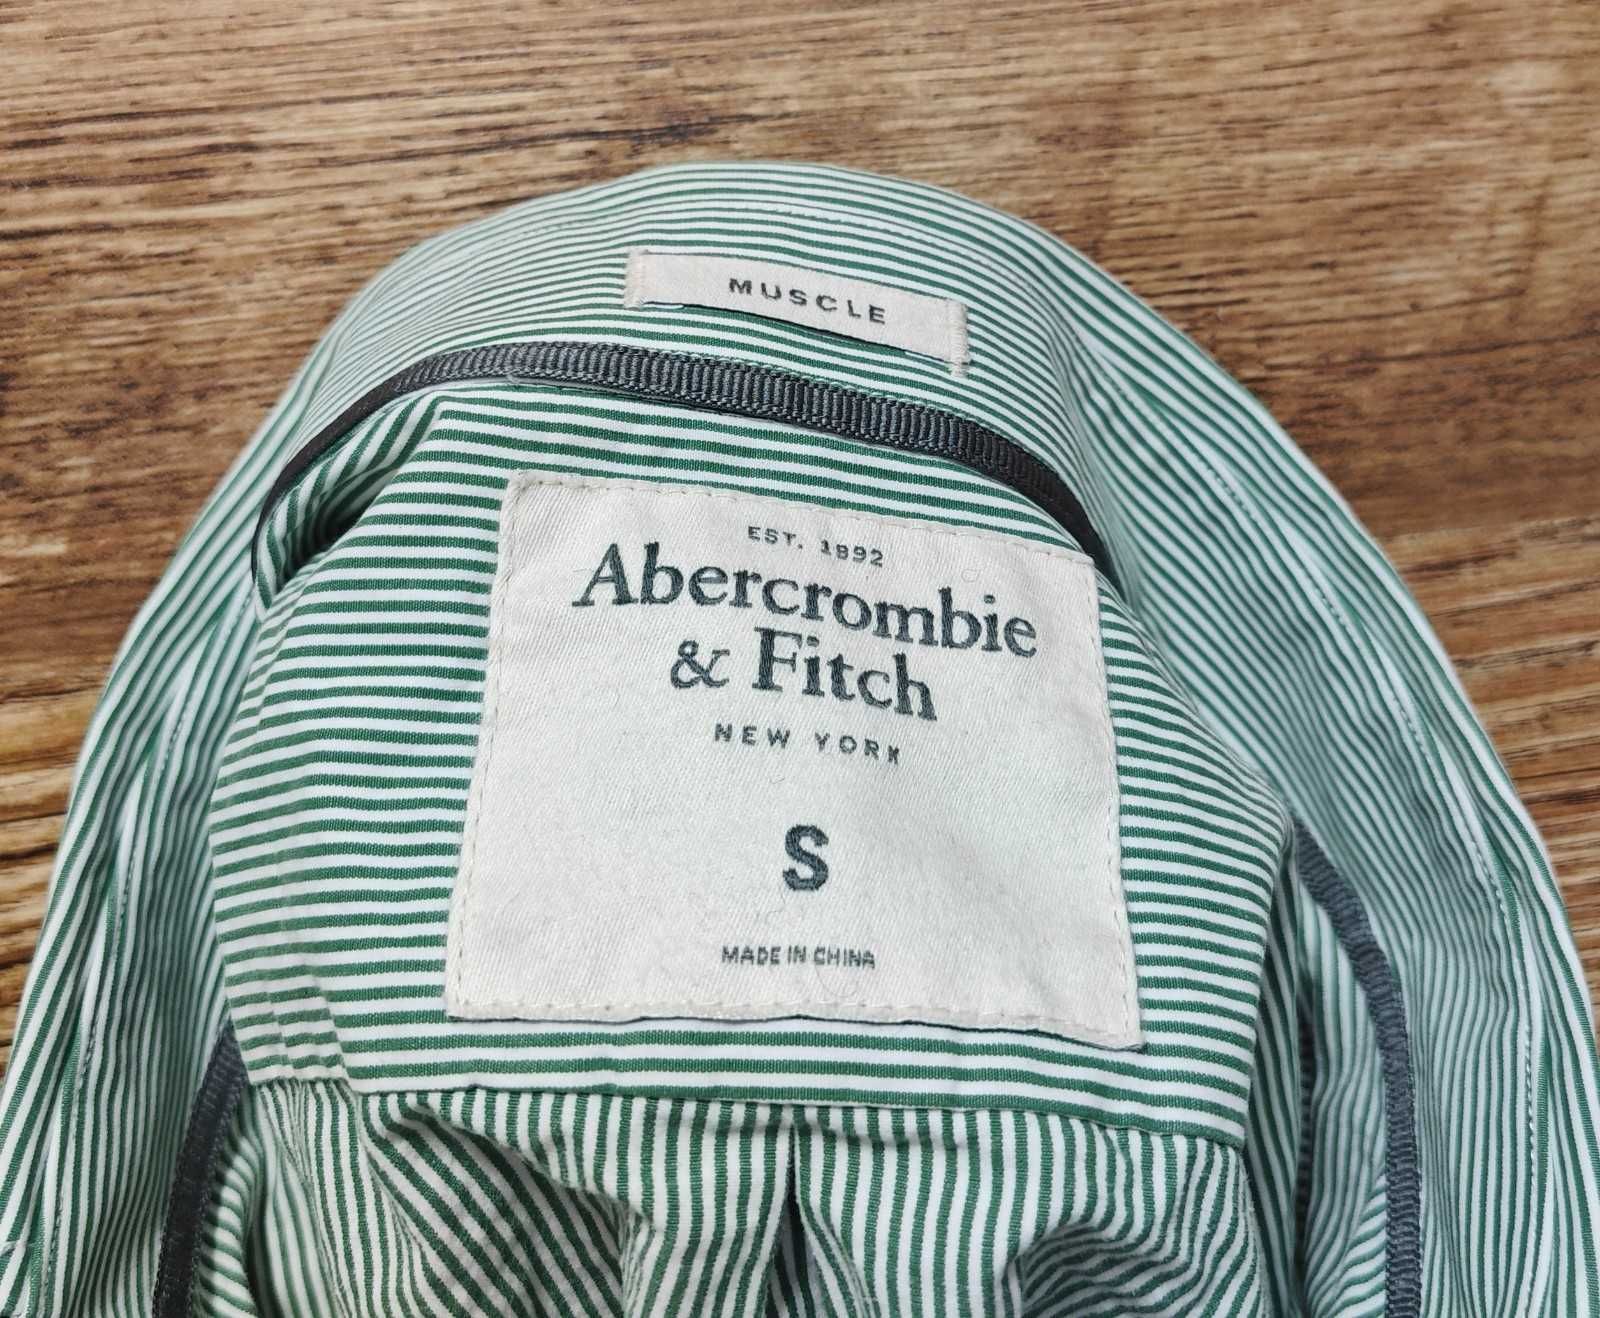 MUSCLE
EST. 1892
Abercrombie
& Fitch
NEW YORK
S
MADE IN CHINA